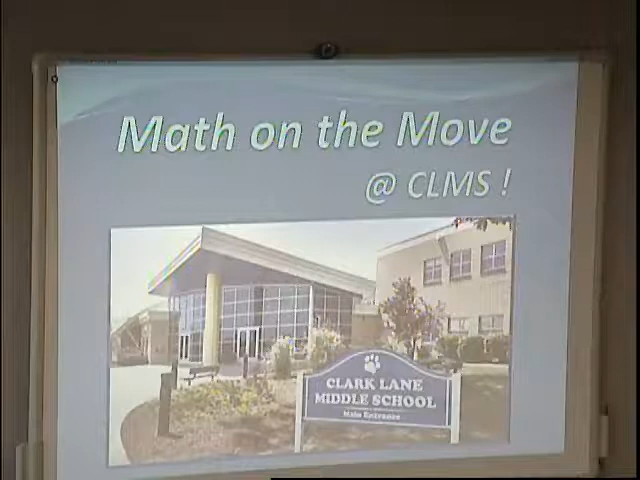 Math on the Move
@ CLMS !
CLARK LANE
MIDDLE SCHOOL
Main Entrance